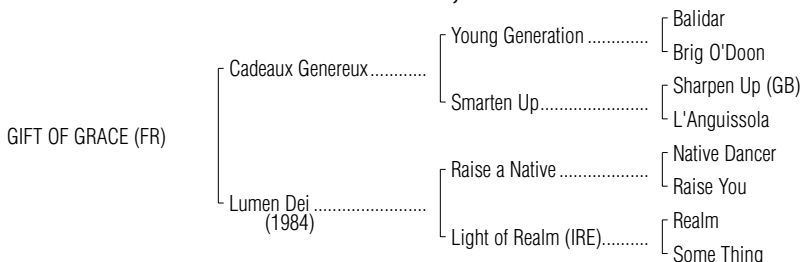 Balidar
Young Generation .............
Brig O'Doon
Cadeaux Genereux............
Sharpen Up (GB)
Smarten Up.......................
L'Anguissola
GIFT OF GRACE (FR)
Native Dancer
Raise a Native ...................
Raise You
Lumen Dei ........................
(1984)
Realm
Light of Realm (IRE)..........
Some Thing